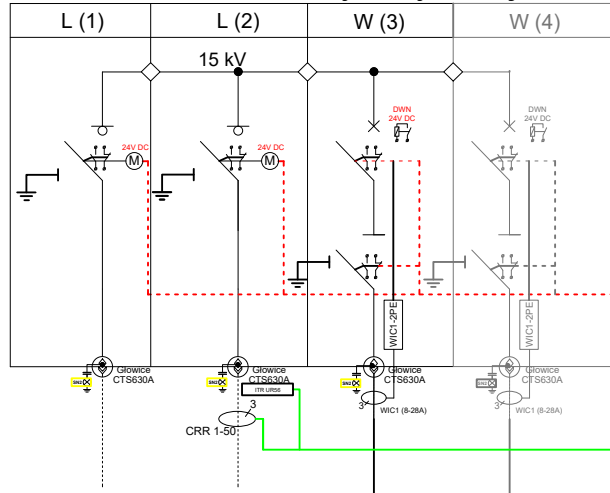 L (1)
L (2)
W (3)
W (4)
15 kV
DWN
24V DC
DWN
24V DC
24V DC
M
24V DC
M
WIC1-2PE
WIC1-2PE
Głowice
CTS630A
Głowice
CTS630A
Głowice
CTS630A
Głowice
CTS630A
SN2
SN2
SN2
SN2
ITR UR56
3
CRR 1-50
3
WIC1 (8-28A)
3
WIC1 (8-28A)